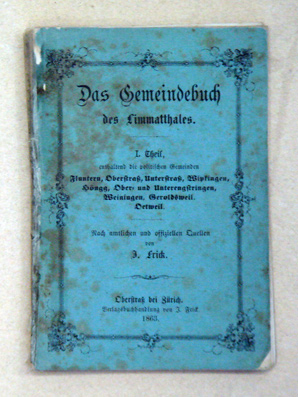 Das Gemeindebuch
des Limmatthales.
I. Theil,
enthaltend die politischen Gemeinden
Fluntern, Oberstraß, Unterstraß, Wipkingen,
Höngg, Ober- und Unterengstringen,
Weiningen, Geroldsweil.
Oetweil.
Nach amtlichen und offiziellen Quellen
von
J. Frick.
Oberstraß bei Zürich.
Verlagsbuchhandlung von J. Frick
1863.